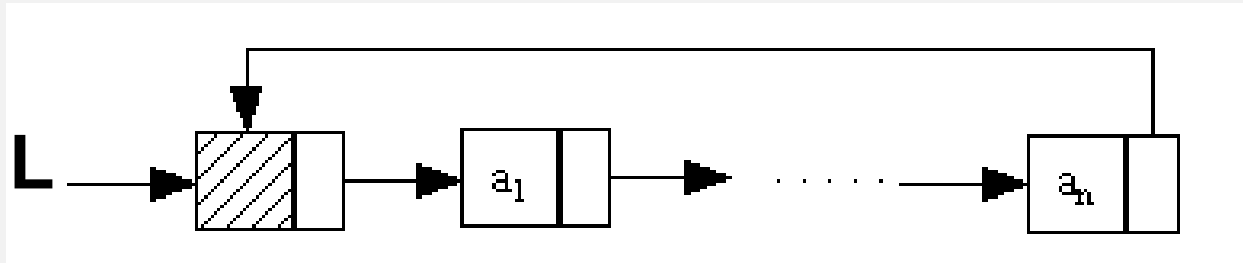 L a₁ . . . . . aₙ